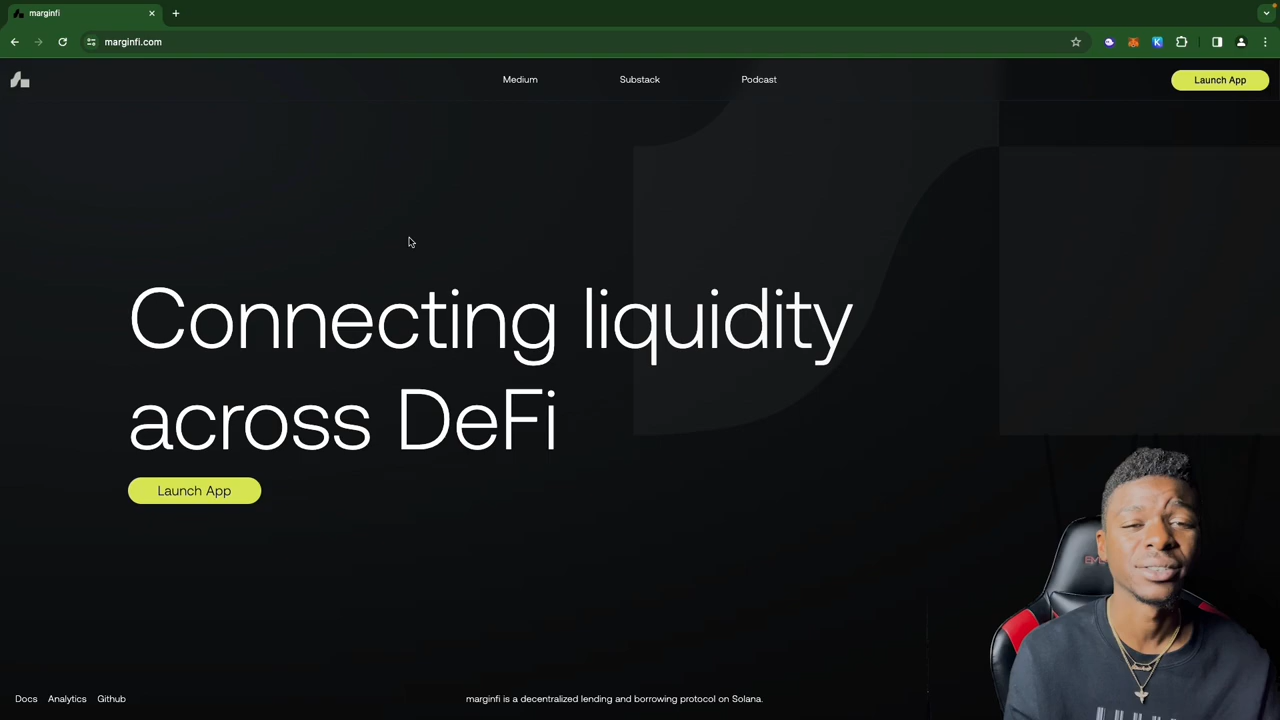 marginfi
marginfi.com
Medium
Substack
Podcast
Launch App
Connecting liquidity
across DeFi
Launch App
Docs
Analytics
Github
marginfi is a decentralized lending and borrowing protocol on Solana.